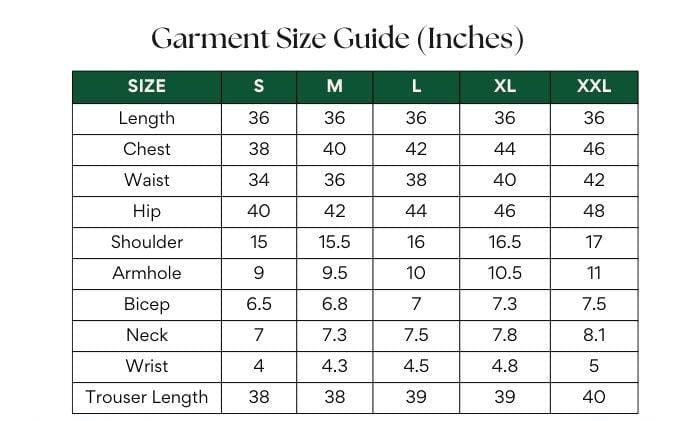 Garment Size Guide (Inches)
SIZE S M L XL XXL
Length 36 36 36 36 36
Chest 38 40 42 44 46
Waist 34 36 38 40 42
Hip 40 42 44 46 48
Shoulder 15 15.5 16 16.5 17
Armhole 9 9.5 10 10.5 11
Bicep 6.5 6.8 7 7.3 7.5
Neck 7 7.3 7.5 7.8 8.1
Wrist 4 4.3 4.5 4.8 5
Trouser Length 38 38 39 39 40